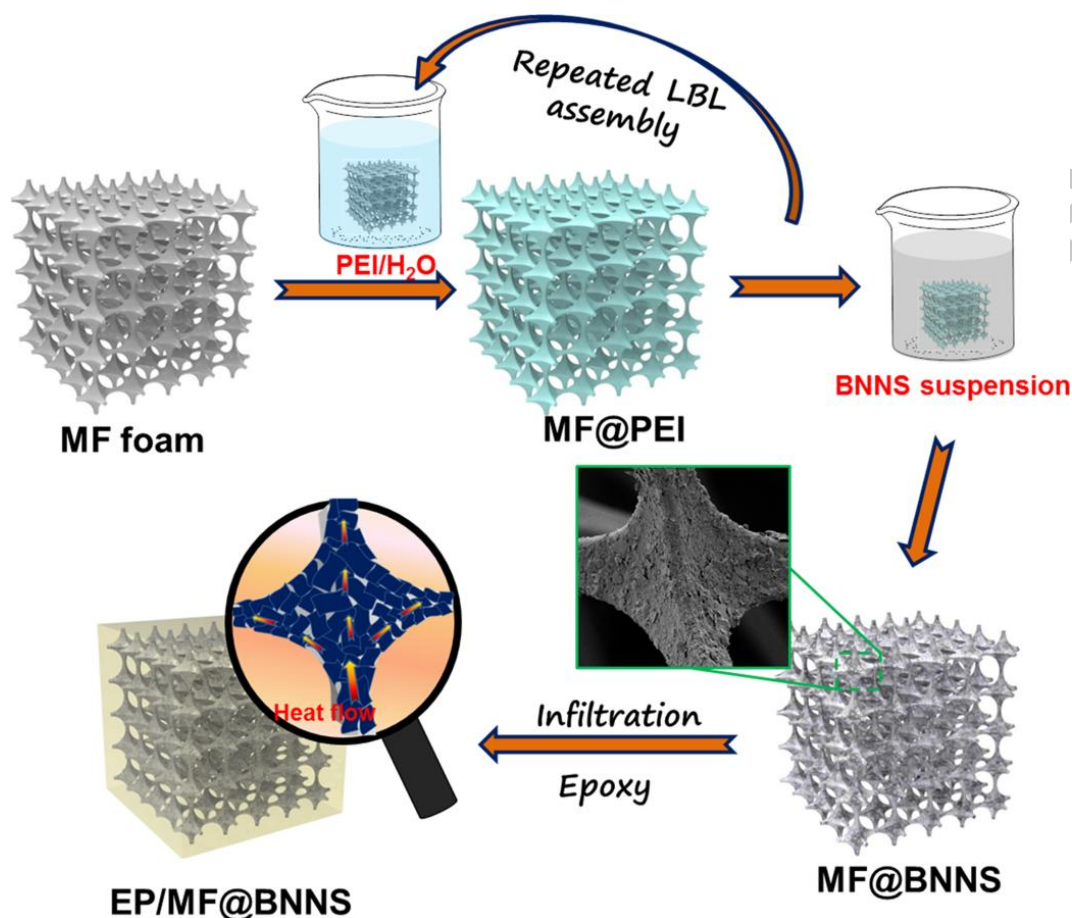 Repeated LBL
assembly
PEI/H₂O
BNNS suspension
MF foam
MF@PEI
Heat flow
Infiltration
Epoxy
EP/MF@BNNS
MF@BNNS